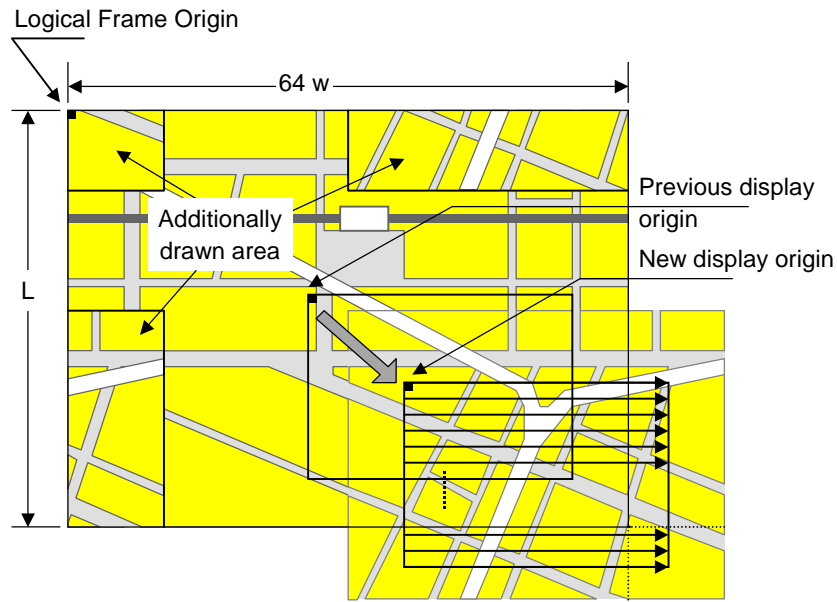 Logical Frame Origin
64 w
Previous display
origin
Additionally
drawn area
New display origin
L